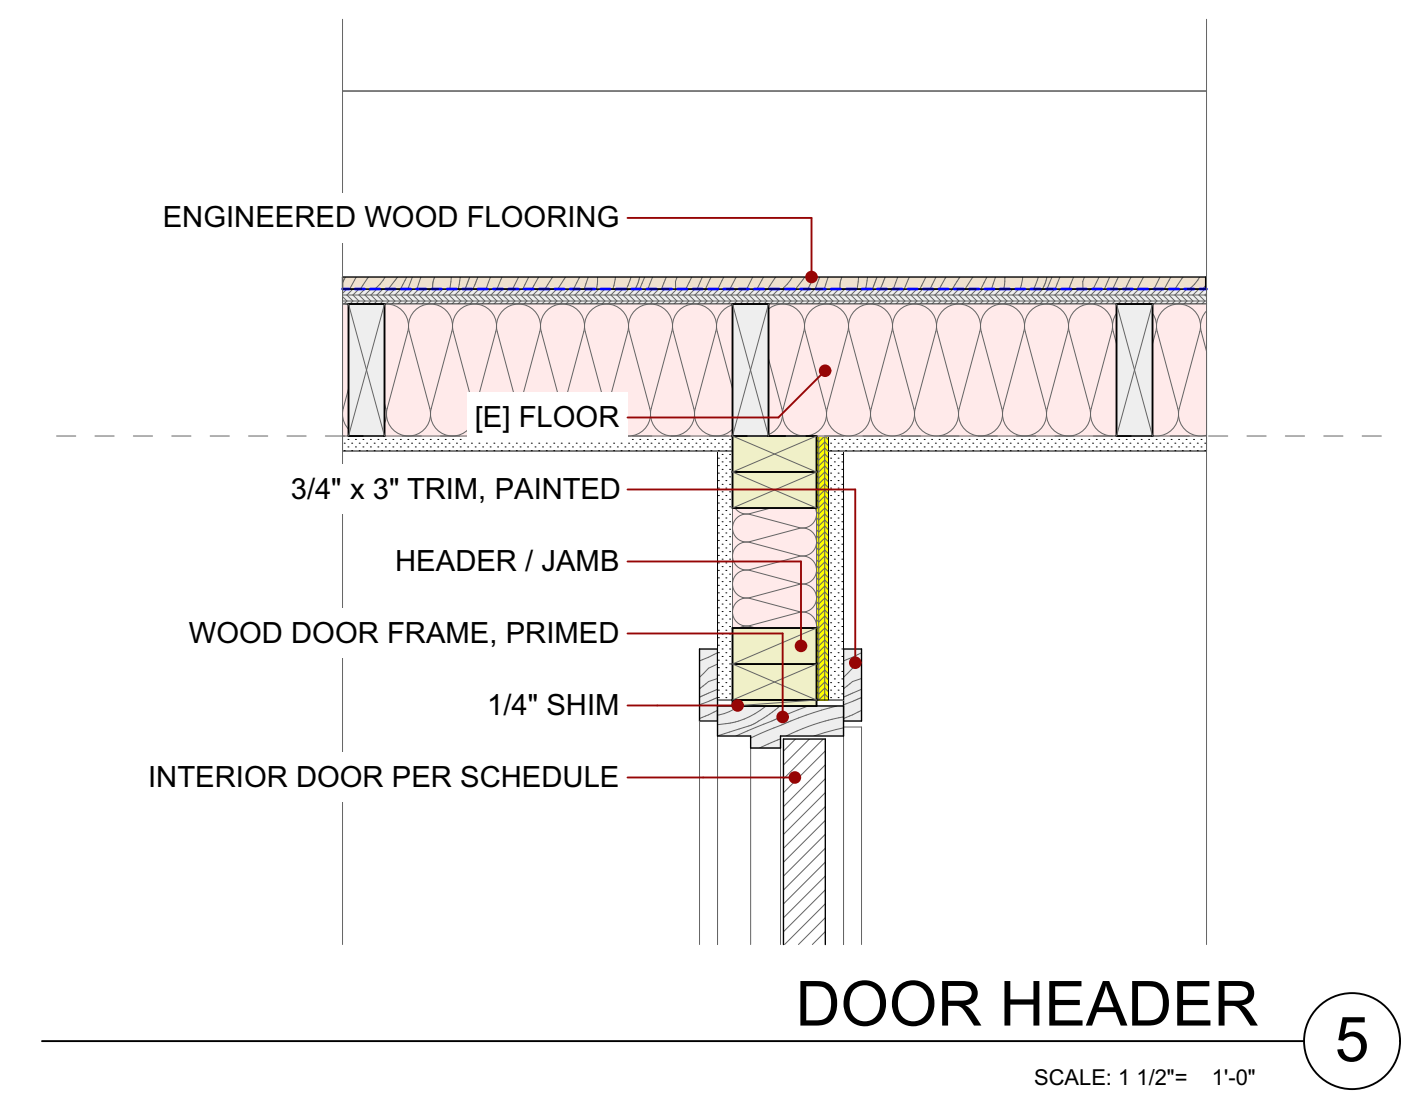 ENGINEERED WOOD FLOORING
[E] FLOOR
3/4" x 3" TRIM, PAINTED
HEADER / JAMB
WOOD DOOR FRAME, PRIMED
1/4" SHIM
INTERIOR DOOR PER SCHEDULE
DOOR HEADER
5
SCALE: 1 1/2"= 1'-0"